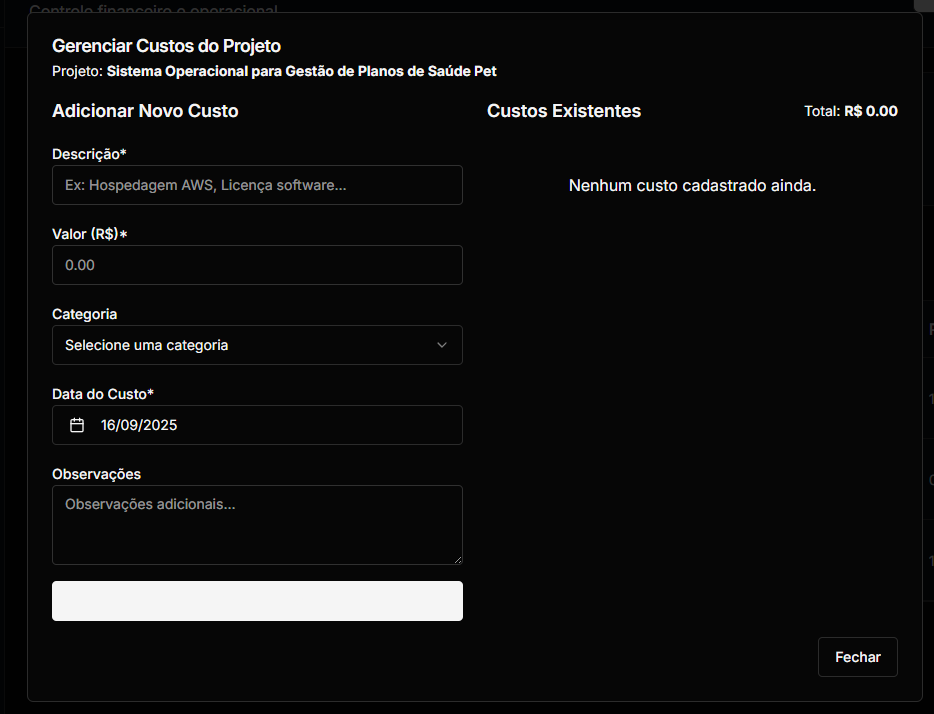 Controle financeiro e operacional
Gerenciar Custos do Projeto
Projeto: Sistema Operacional para Gestão de Planos de Saúde Pet
Adicionar Novo Custo
Descrição*
Ex: Hospedagem AWS, Licença software...
Valor (R$)*
0.00
Categoria
Selecione uma categoria
Data do Custo*
16/09/2025
Observações
Observações adicionais...
Custos Existentes
Total: R$ 0.00
Nenhum custo cadastrado ainda.
Fechar